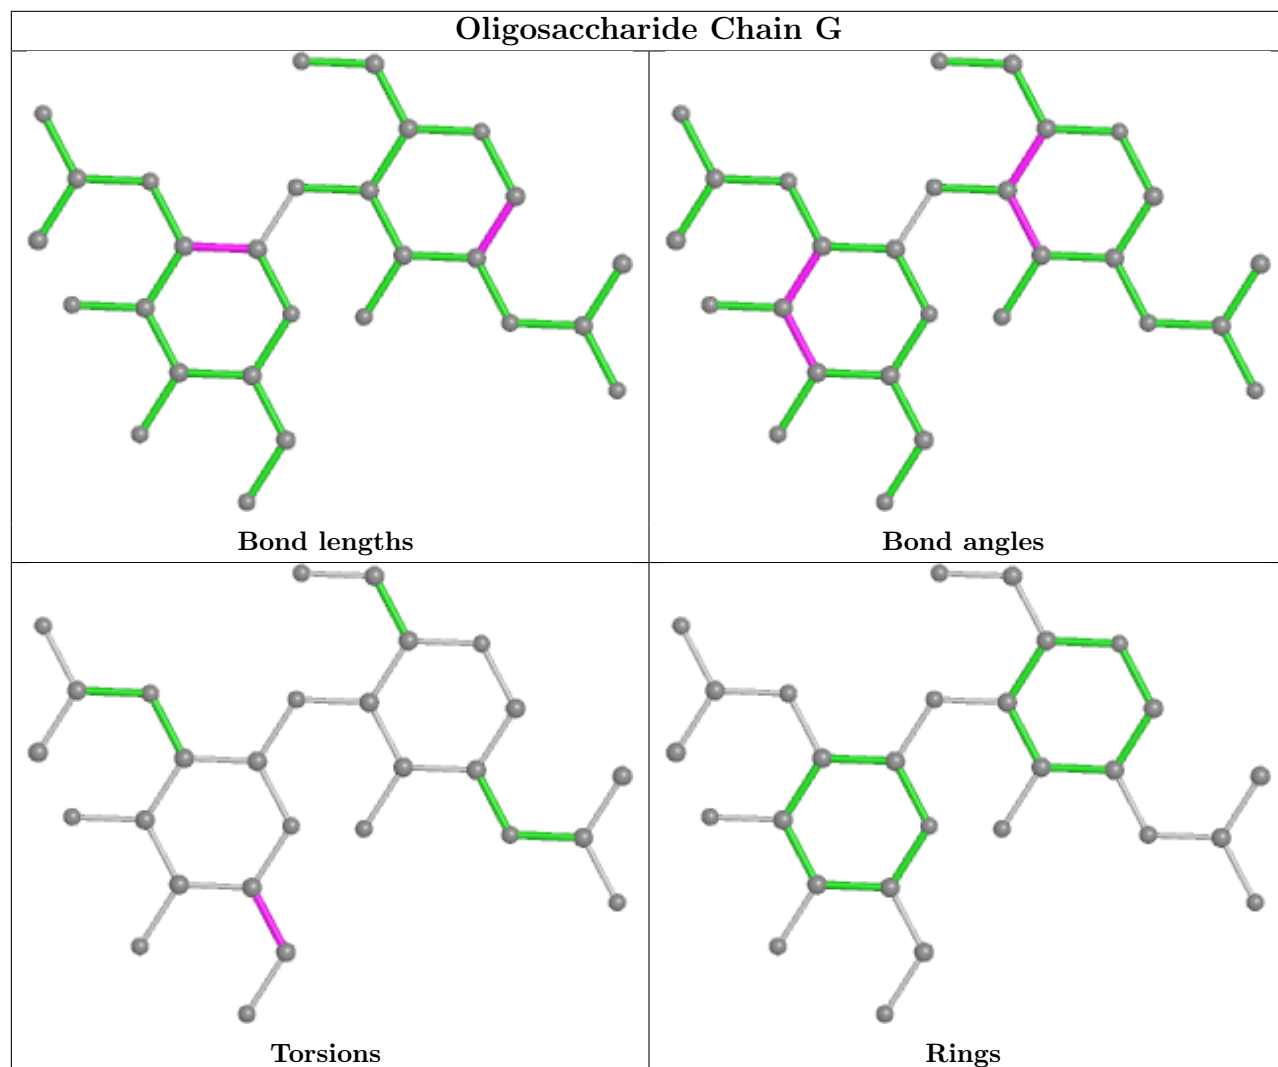 Oligosaccharide Chain G
Bond lengths
Bond angles
Torsions
Rings